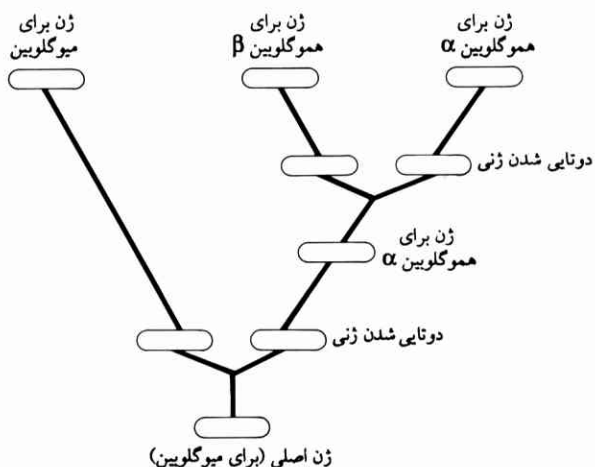 ژن برای
هموگلوبین α
ژن برای
هموگلوبین β
ژن برای
میوگلوبین
دوتایی شدن ژنی
ژن برای
هموگلوبین α
دوتایی شدن ژنی
ژن اصلی (برای میوگلوبین)